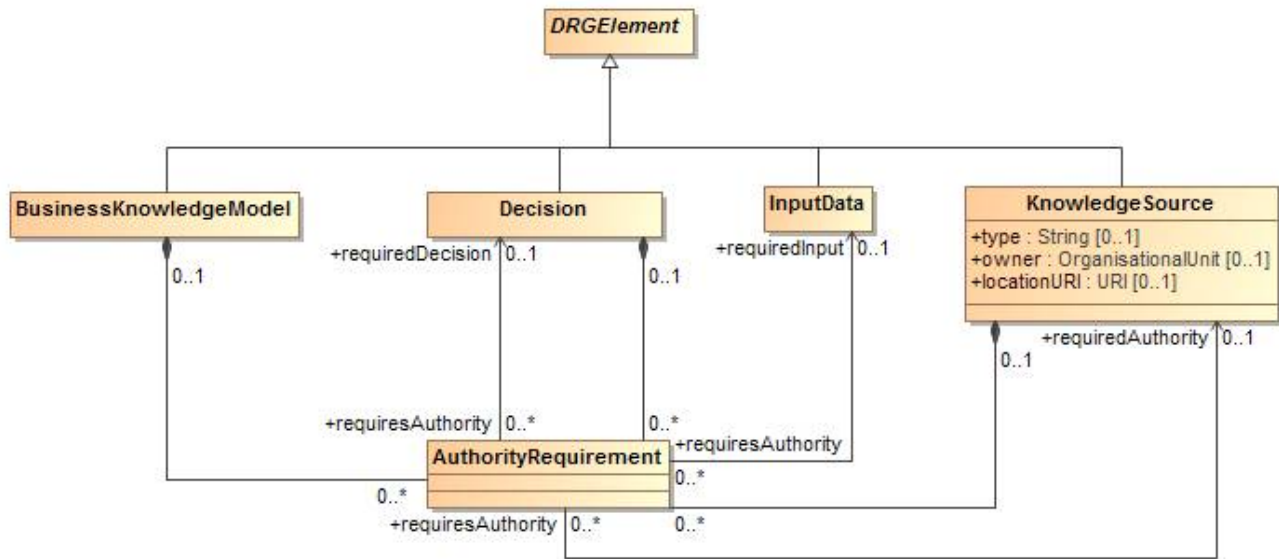 DRGElement
BusinessKnowledgeModel
Decision
InputData
KnowledgeSource
+type : String [0..1]
+owner : OrganisationalUnit [0..1]
+locationURI : URI [0..1]
0..1
+requiredDecision
0..1
0..1
+requiredInput
0..1
0..1
+requiredAuthority
0..1
+requiresAuthority
0..*
0..*
+requiresAuthority
AuthorityRequirement
0..*
0..*
+requiresAuthority
0..*
0..*